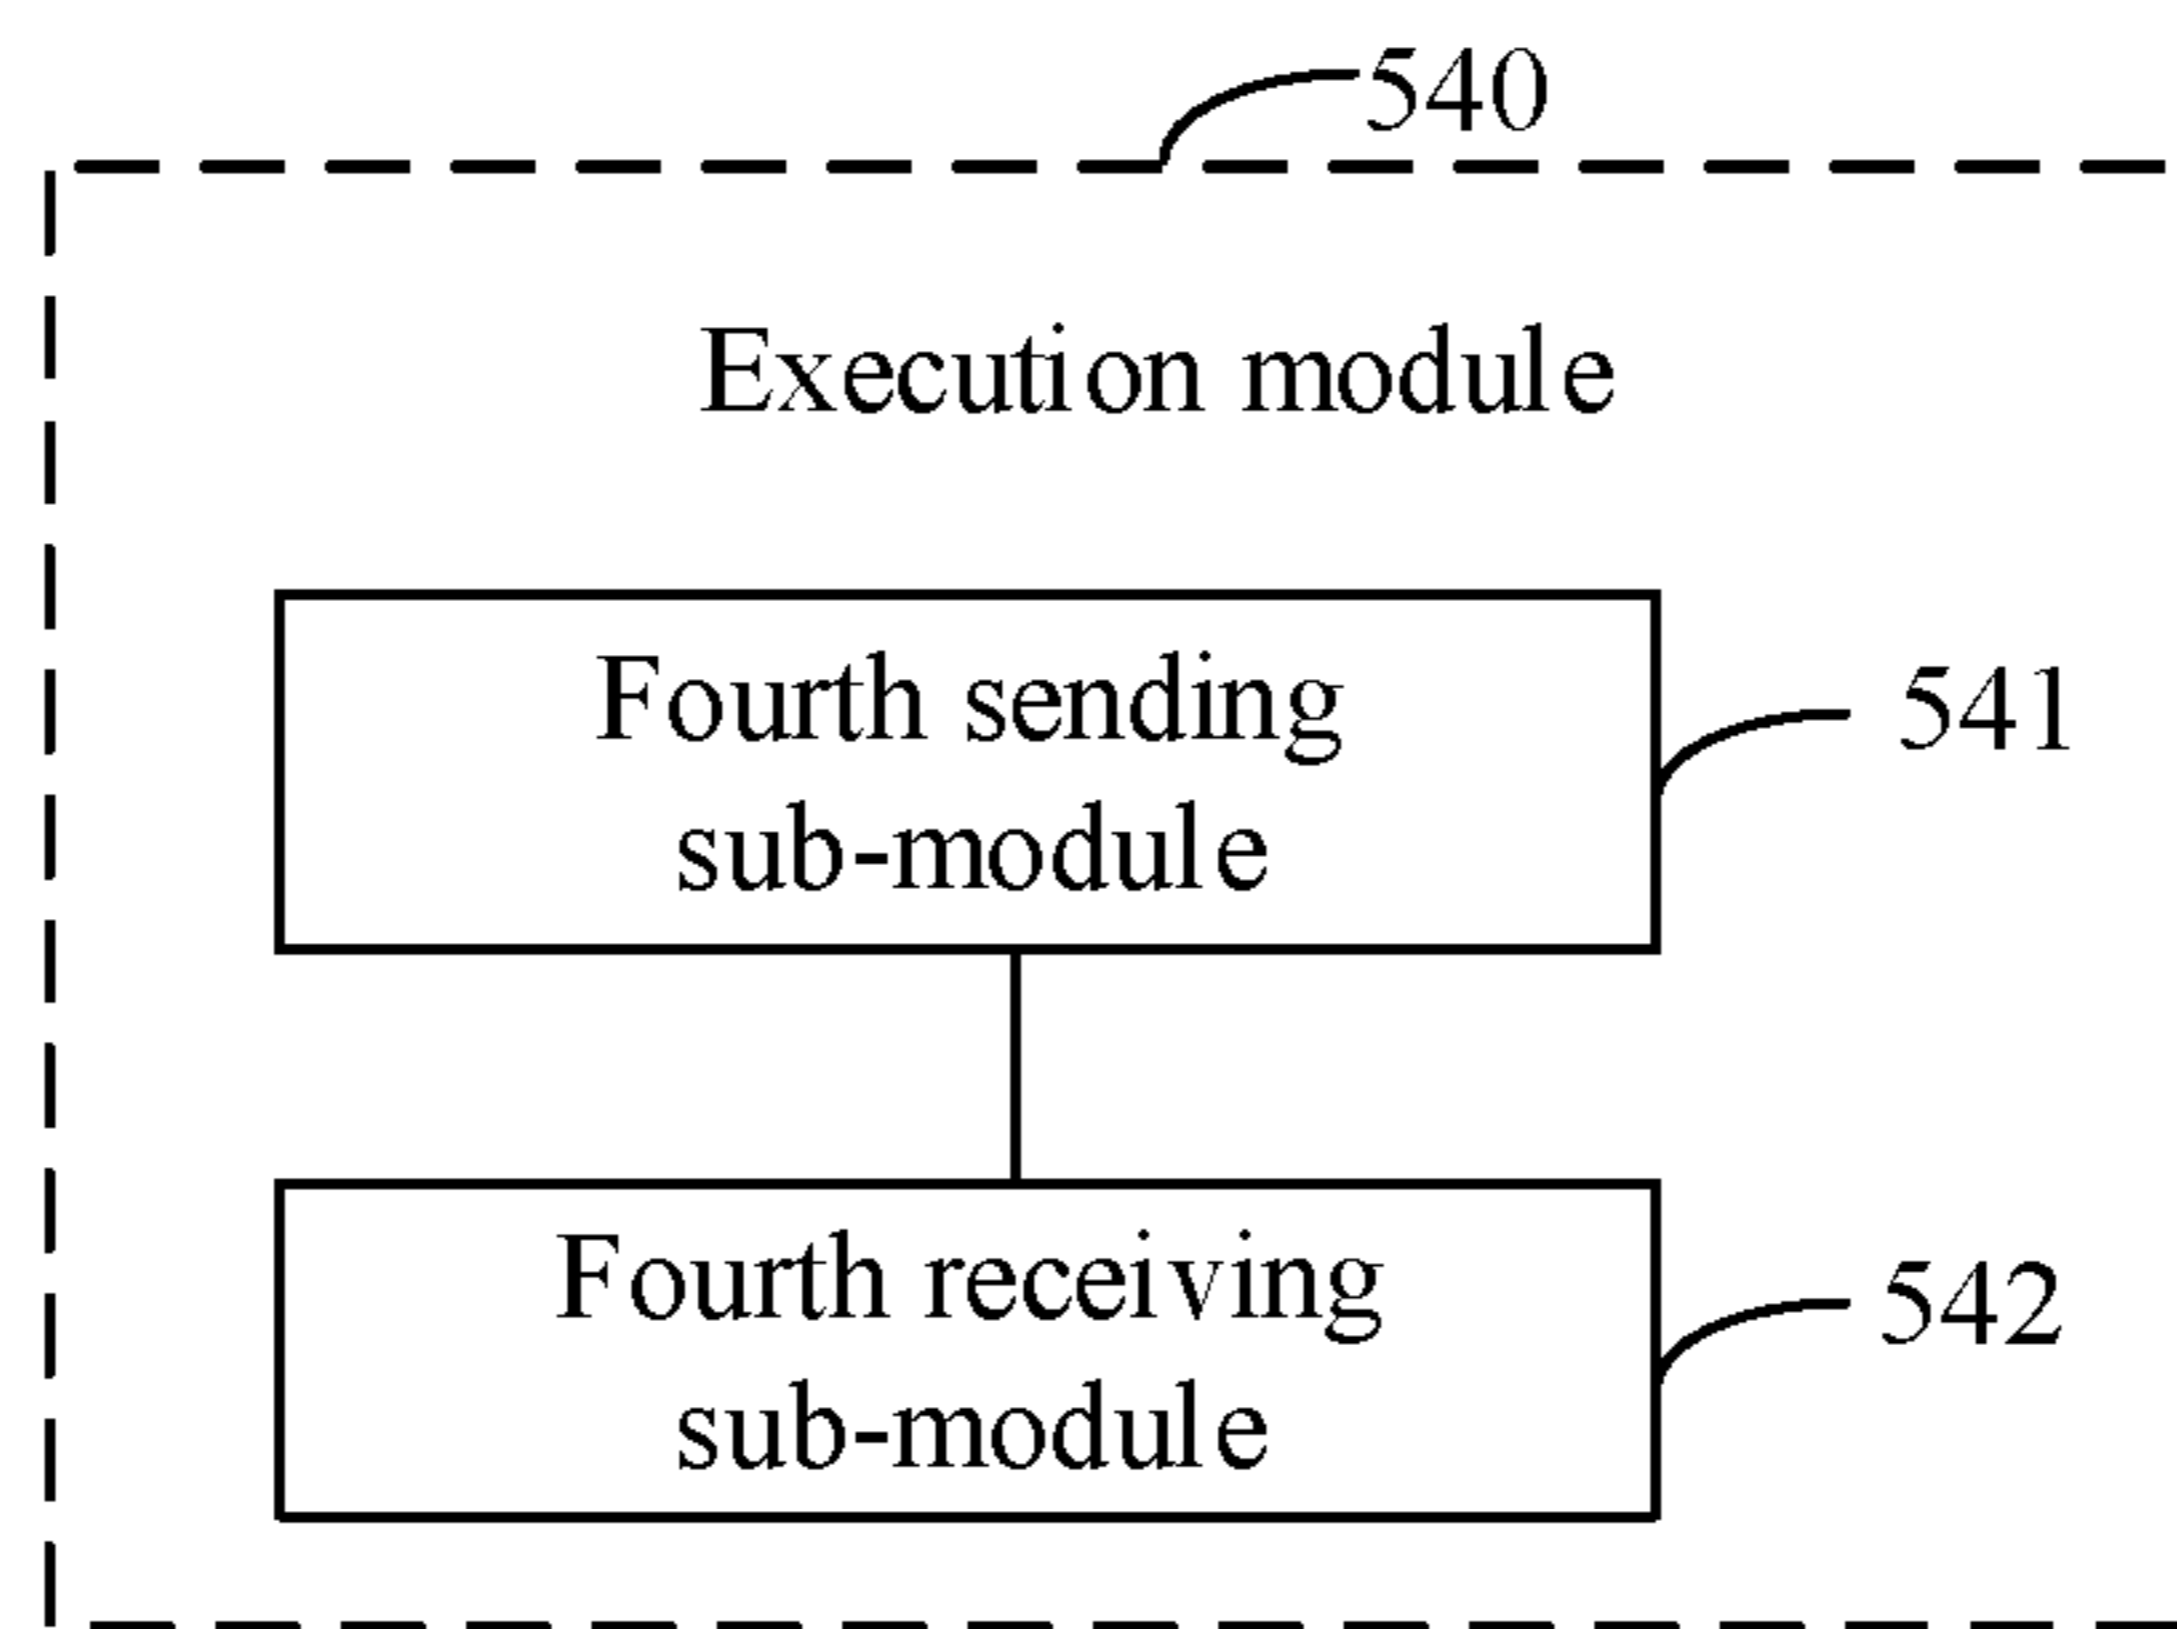 540
Execution module
Fourth sending
sub-module
541
Fourth receiving
sub-module
542